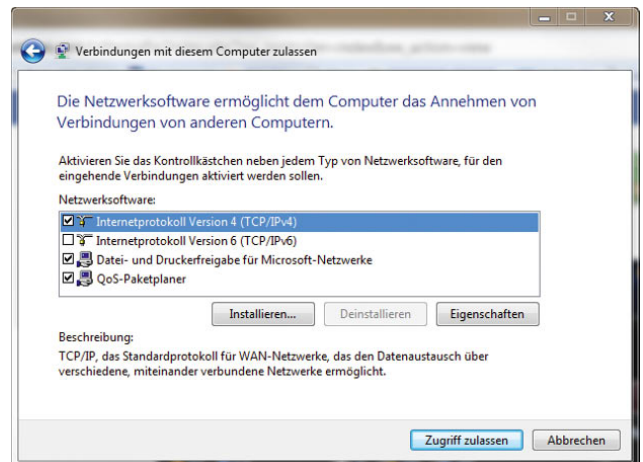 Verbindungen mit diesem Computer zulassen
Die Netzwerksoftware ermöglicht dem Computer das Annehmen von
Verbindungen von anderen Computern.
Aktivieren Sie das Kontrollkästchen neben jedem Typ von Netzwerksoftware, für den
eingehende Verbindungen aktiviert werden sollen.
Netzwerksoftware:
Internetprotokoll Version 4 (TCP/IPv4)
Internetprotokoll Version 6 (TCP/IPv6)
Datei- und Druckerfreigabe für Microsoft-Netzwerke
QoS-Paketplaner
Installieren... Deinstallieren Eigenschaften
Beschreibung:
TCP/IP, das Standardprotokoll für WAN-Netzwerke, das den Datenaustausch über
verschiedene, miteinander verbundene Netzwerke ermöglicht.
Zugriff zulassen Abbrechen